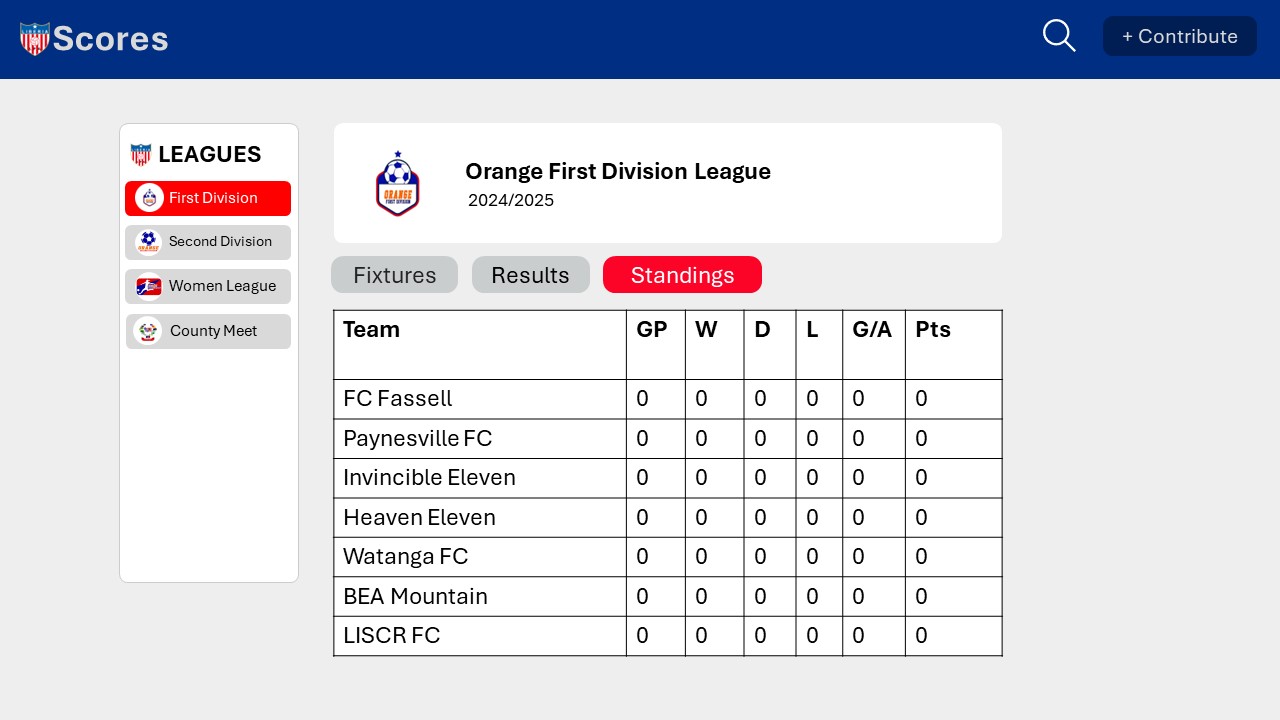 LIBERIA
Scores
+ Contribute
LEAGUES
First Division
Second Division
Women League
County Meet
ORANGE
FIRST DIVISION
Orange First Division League
2024/2025
Fixtures Results Standings
Team GP W D L G/A Pts
FC Fassell 0 0 0 0 0 0
Paynesville FC 0 0 0 0 0 0
Invincible Eleven 0 0 0 0 0 0
Heaven Eleven 0 0 0 0 0 0
Watanga FC 0 0 0 0 0 0
BEA Mountain 0 0 0 0 0 0
LISCR FC 0 0 0 0 0 0